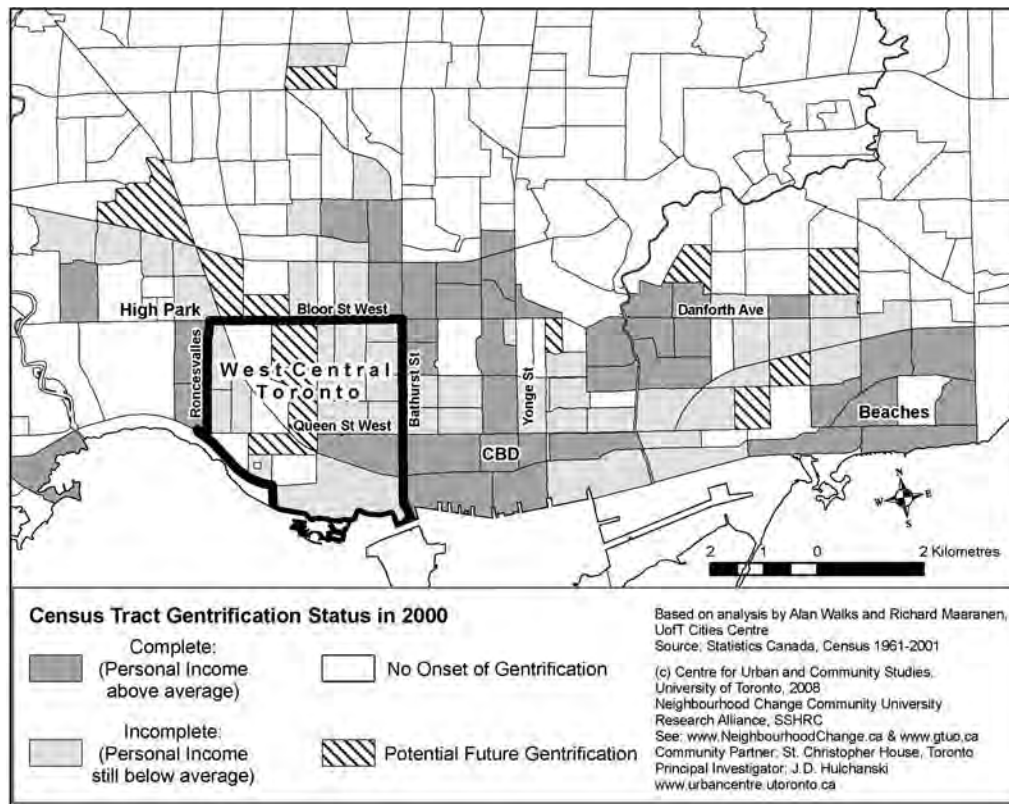 High Park
Bloor St West
Danforth Ave
Roncesvalles
West Central
Toronto
Bathurst St
Yonge St.
Queen St West
CBD
Beaches
N
W E
S
2 1 0 2 Kilometres
Census Tract Gentrification Status in 2000
Complete:
(Personal Income
above average)
No Onset of Gentrification
Incomplete:
(Personal Income
still below average)
Potential Future Gentrification
Based on analysis by Alan Walks and Richard Maaranen,
UofT Cities Centre
Source: Statistics Canada, Census 1961-2001
(c) Centre for Urban and Community Studies,
University of Toronto, 2008
Neighbourhood Change Community University
Research Alliance, SSHRC
See: www.NeighbourhoodChange.ca & www.gtuo.ca
Community Partner: St. Christopher House, Toronto
Principal Investigator: J.D. Hulchanski
www.urbancentre.utoronto.ca